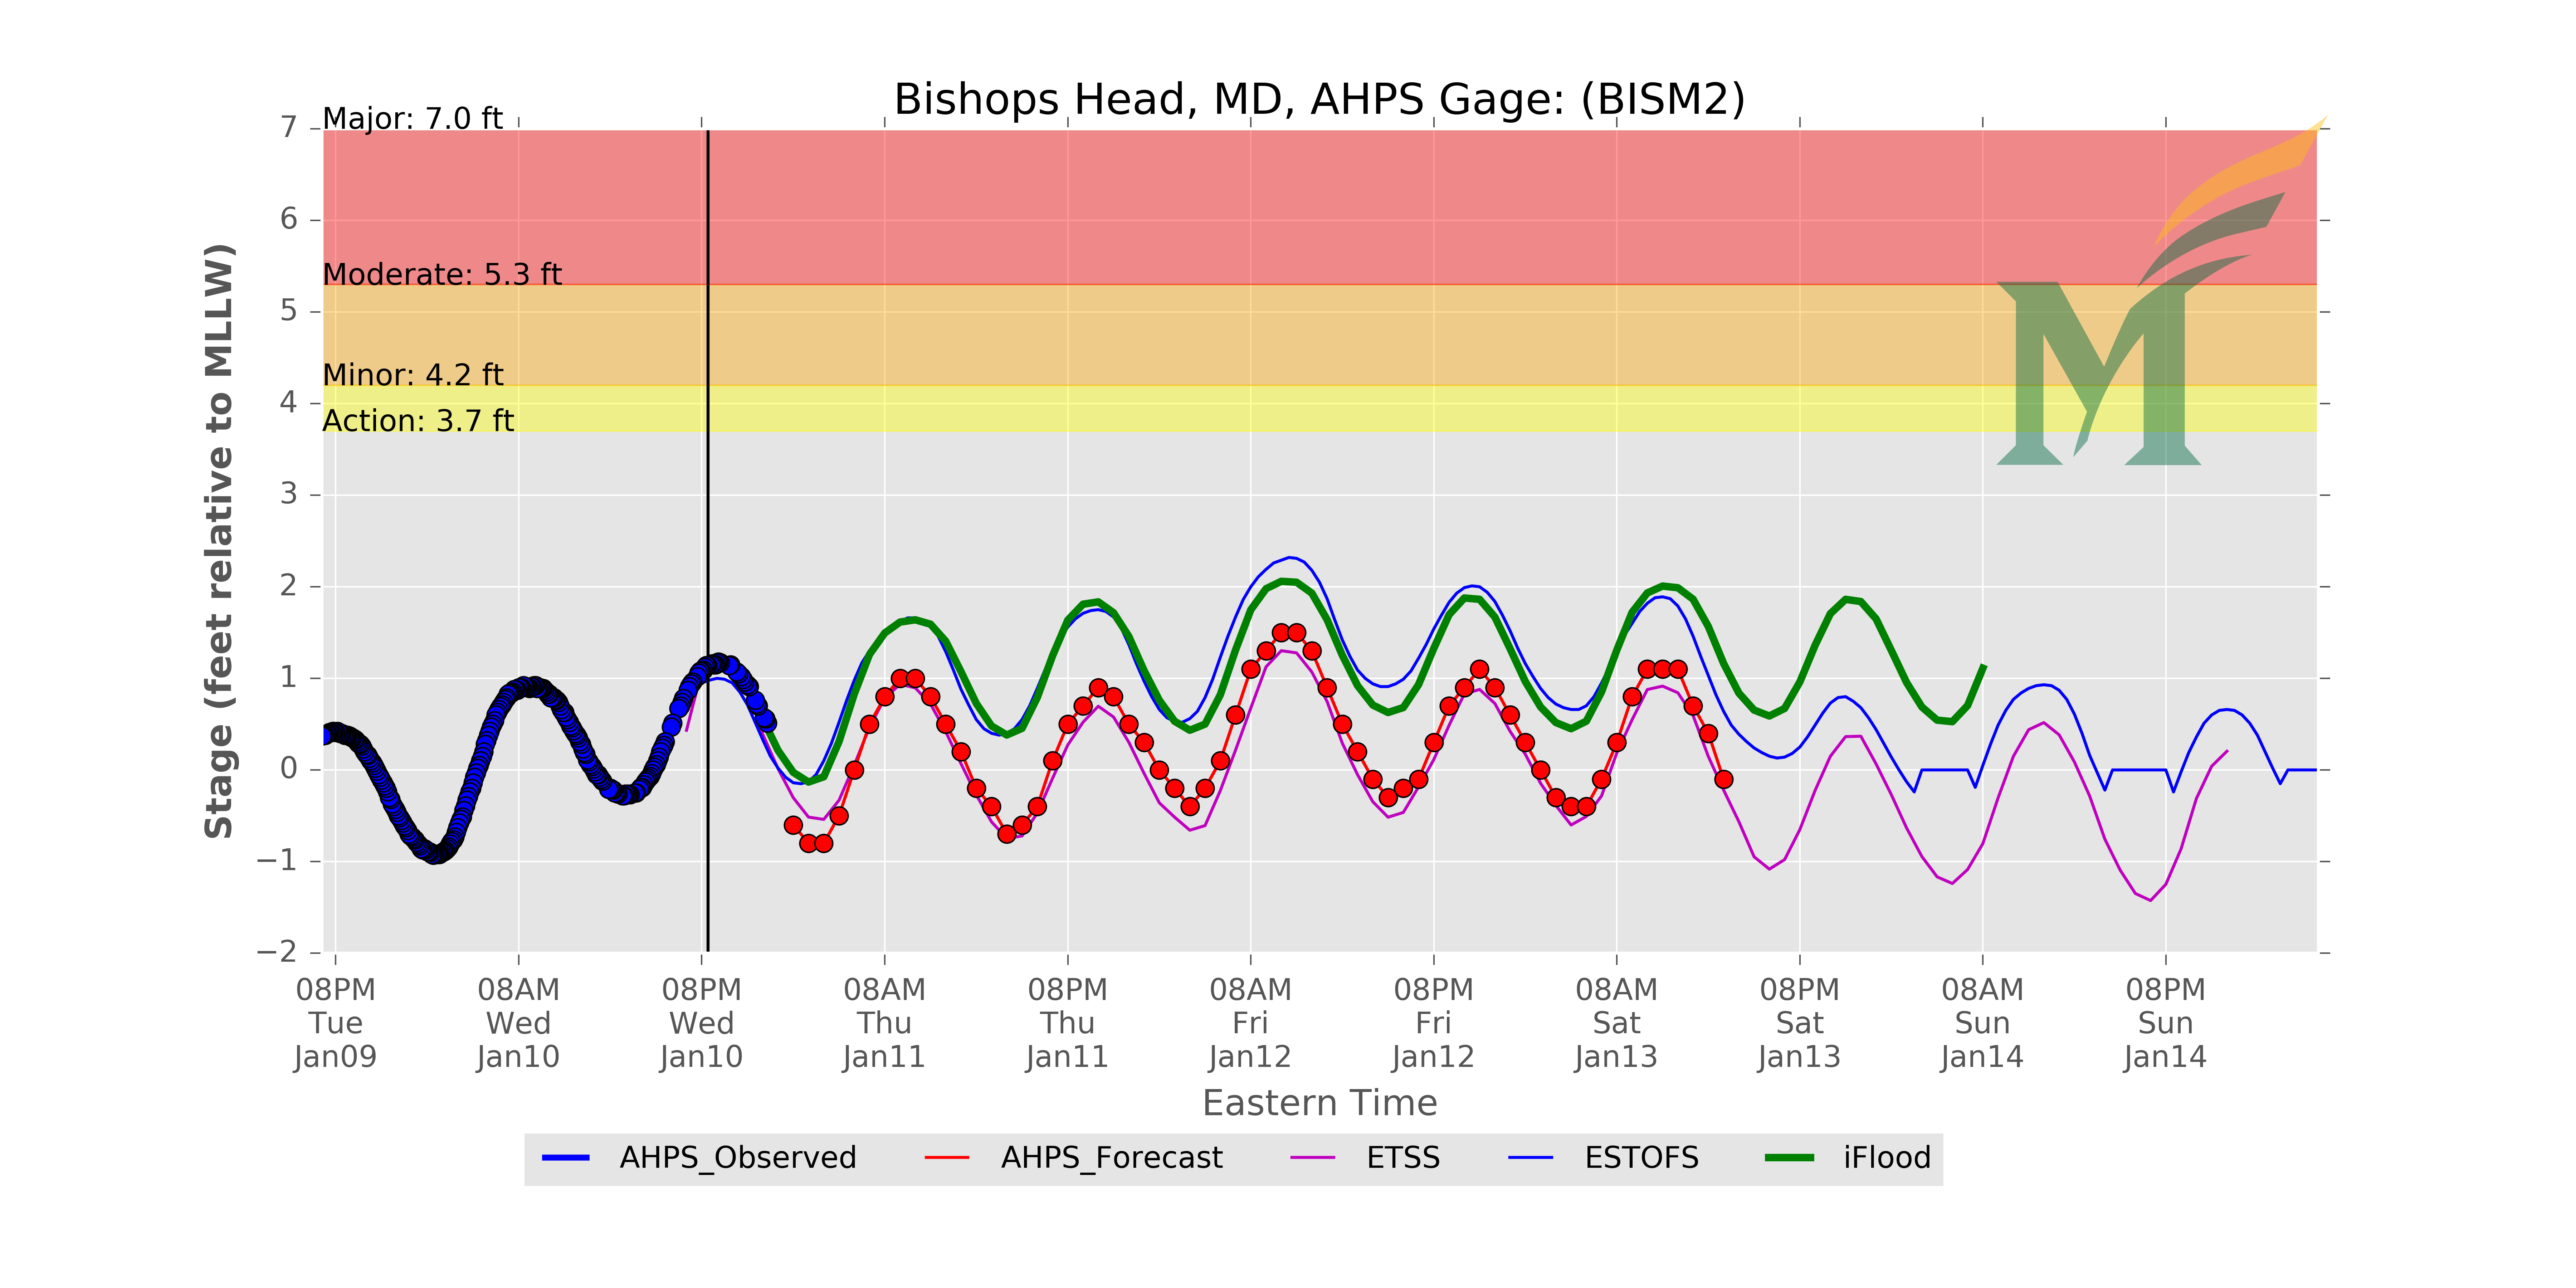 Bishops Head, MD, AHPS Gage: (BISM2)
Major: 7.0 ft
Moderate: 5.3 ft
Minor: 4.2 ft
Action: 3.7 ft
Stage (feet relative to MLLW)
7
6
5
4
3
2
1
0
−1
−2
08PM Tue Jan09
08AM Wed Jan10
08PM Wed Jan10
08AM Thu Jan11
08PM Thu Jan11
08AM Fri Jan12
08PM Fri Jan12
08AM Sat Jan13
08PM Sat Jan13
08AM Sun Jan14
08PM Sun Jan14
Eastern Time
AHPS_Observed
AHPS_Forecast
ETSS
ESTOFS
iFlood
M